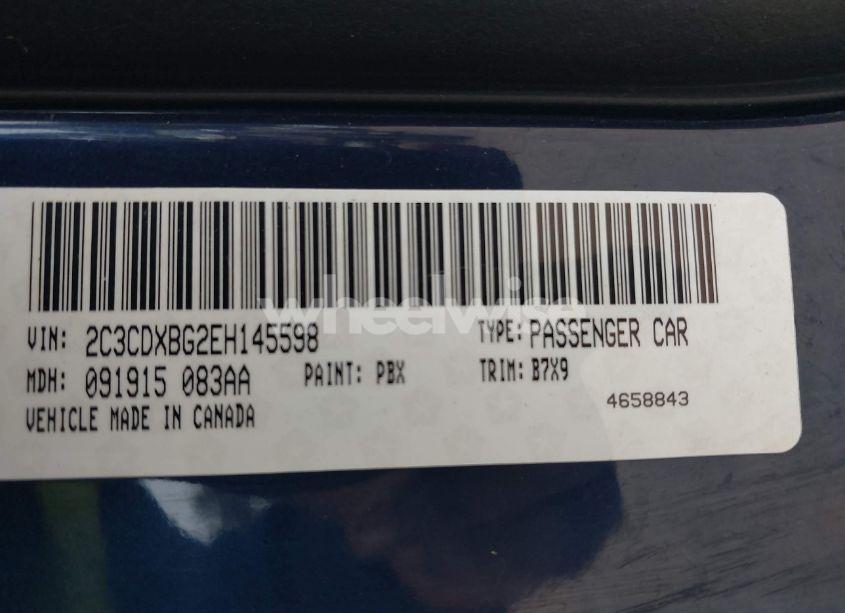 wheelwise
VIN: 2C3CDXBG2EH145598 TYPE: PASSENGER CAR
MDH: 091915 083AA PAINT: PBX TRIM: B7X9
4658843
VEHICLE MADE IN CANADA